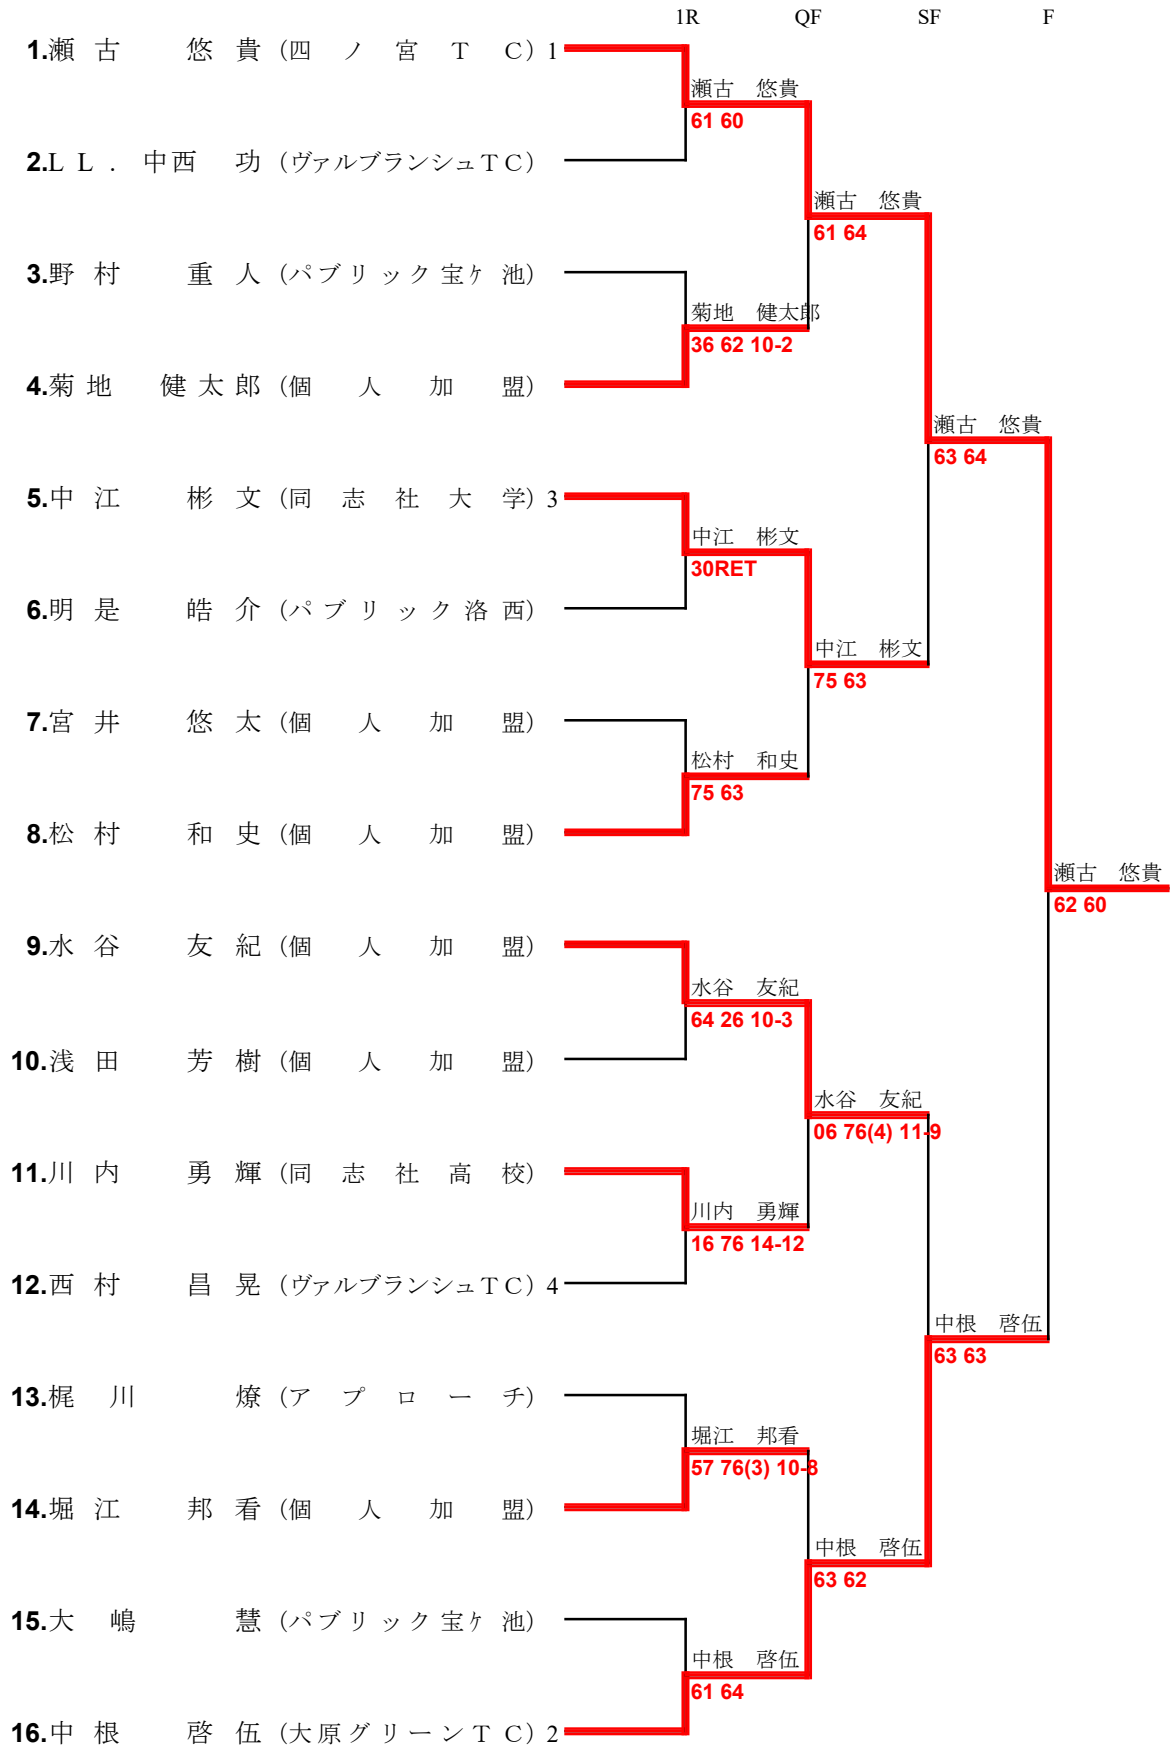 1R QF SF F
1.瀬古 悠貴 (四ノ宮TC) 1
瀬古 悠貴
61 60
2.LL.中西 功 (ヴァルブランシュTC)
瀬古 悠貴
61 64
3.野村 重人 (パブリック宝ケ池)
菊地 健太郎
36 62 10-2
4.菊地 健太郎 (個人加盟)
瀬古 悠貴
63 64
5.中江 彬文 (同志社大学) 3
中江 彬文
30RET
6.明是 皓介 (パブリック洛西)
中江 彬文
75 63
7.宮井 悠太 (個人加盟)
松村 和史
75 63
8.松村 和史 (個人加盟)
瀬古 悠貴
62 60
9.水谷 友紀 (個人加盟)
水谷 友紀
64 26 10-3
10.浅田 芳樹 (個人加盟)
水谷 友紀
06 76(4) 11-9
11.川内 勇輝 (同志社高校)
川内 勇輝
16 76 14-12
12.西村 昌晃 (ヴァルブランシュTC) 4
中根 啓伍
63 63
13.梶川 燎 (アプローチ)
堀江 邦看
57 76(3) 10-8
14.堀江 邦看 (個人加盟)
中根 啓伍
63 62
15.大嶋 慧 (パブリック宝ケ池)
中根 啓伍
61 64
16.中根 啓伍 (大原グリーンTC) 2